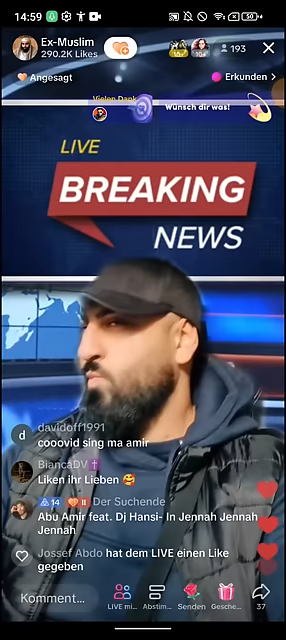 14:59
50
Ex-Muslim
290.2K Likes
193
Angesagt
Erkunden
Vielen Dank
Wünsch dir was!
LIVE
BREAKING
NEWS
d
davidoff1991
cooovid sing ma amir
BiancaDV
Liken ihr Lieben
14
II
Der Suchende
Abu Amir feat. Dj Hansi- In Jennah Jennah
Jennah
Jossef Abdo hat dem LIVE einen Like
gegeben
Komment...
LIVE mi...
Abstim...
Senden
Gesche...
37